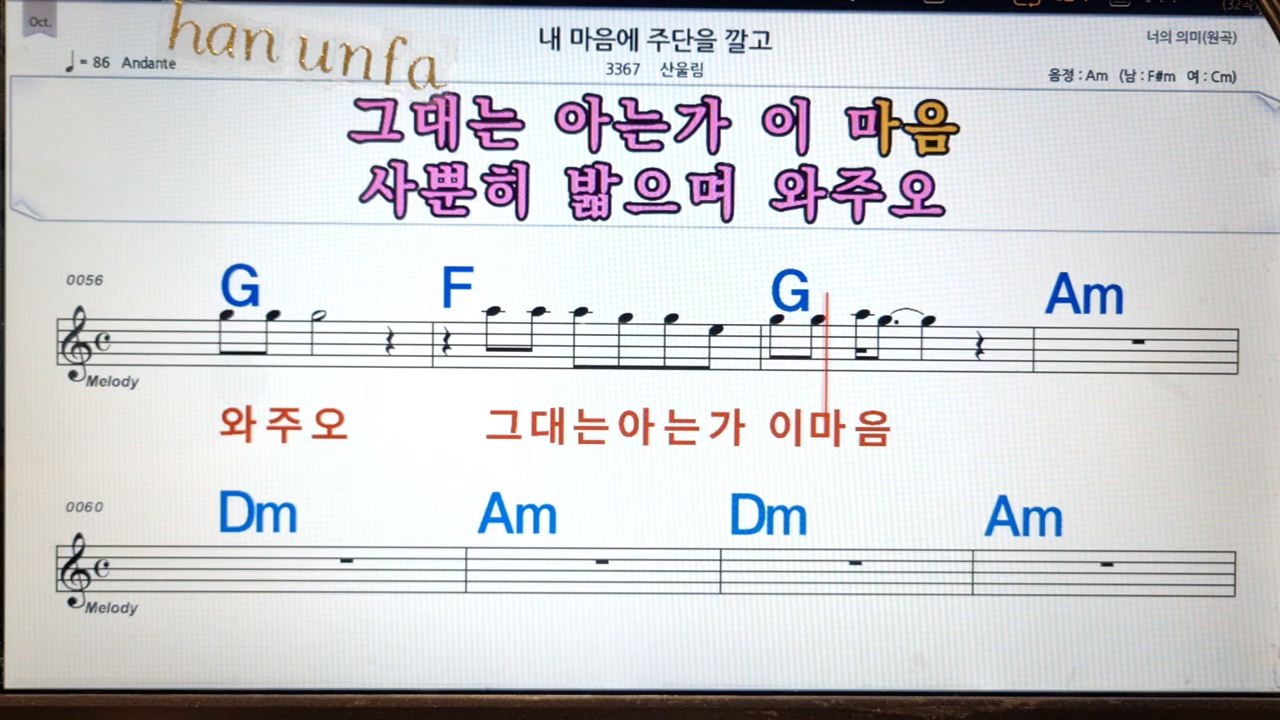 Oct.
han unfa
내 마음에 주단을 깔고
너의 의미(원곡)
♩= 86 Andante
3367 산울림
음정 : Am (남 : F#m 여 : Cm)
그대는 아는가 이 마음
사뿐히 밟으며 와주오
0056
G F G Am
Melody
와주오 그대는아는가 이마음
0060
Dm Am Dm Am
Melody